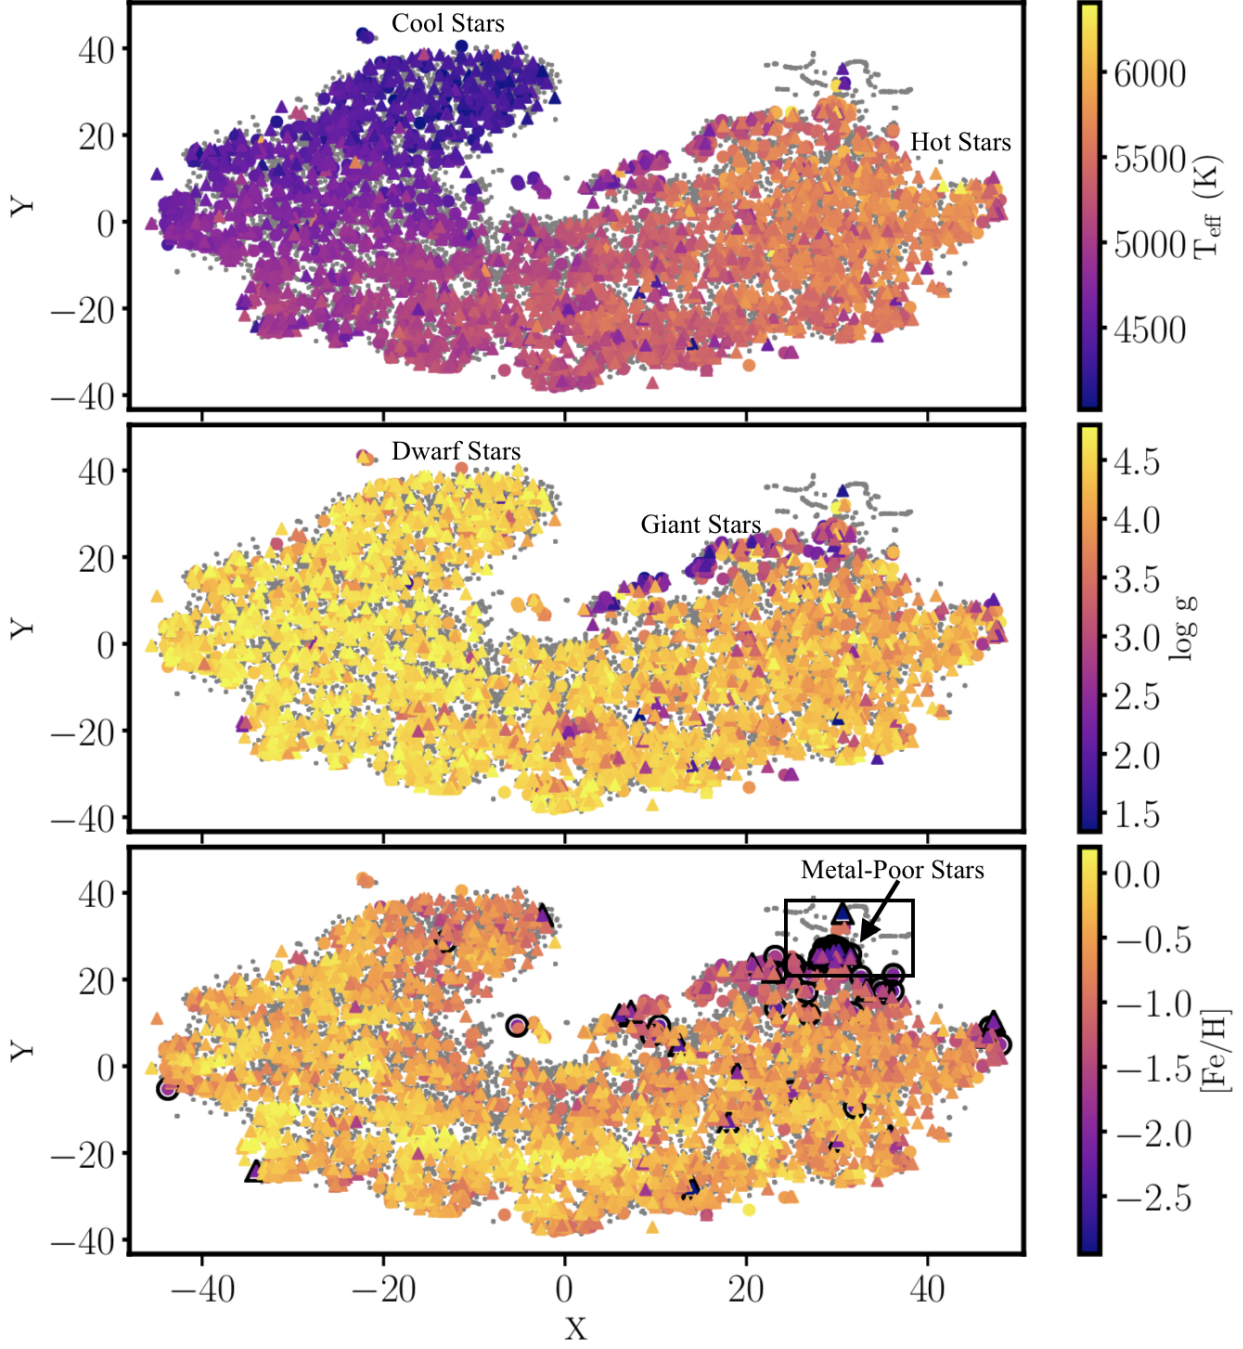 Cool Stars
Hot Stars
40
20
0
−20
−40
Y
6000
5500
5000
4500
T_eff (K)
Dwarf Stars
Giant Stars
40
20
0
−20
−40
Y
4.5
4.0
3.5
3.0
2.5
2.0
1.5
log g
Metal-Poor Stars
40
20
0
−20
−40
Y
0.0
−0.5
−1.0
−1.5
−2.0
−2.5
[Fe/H]
−40 −20 0 20 40
X